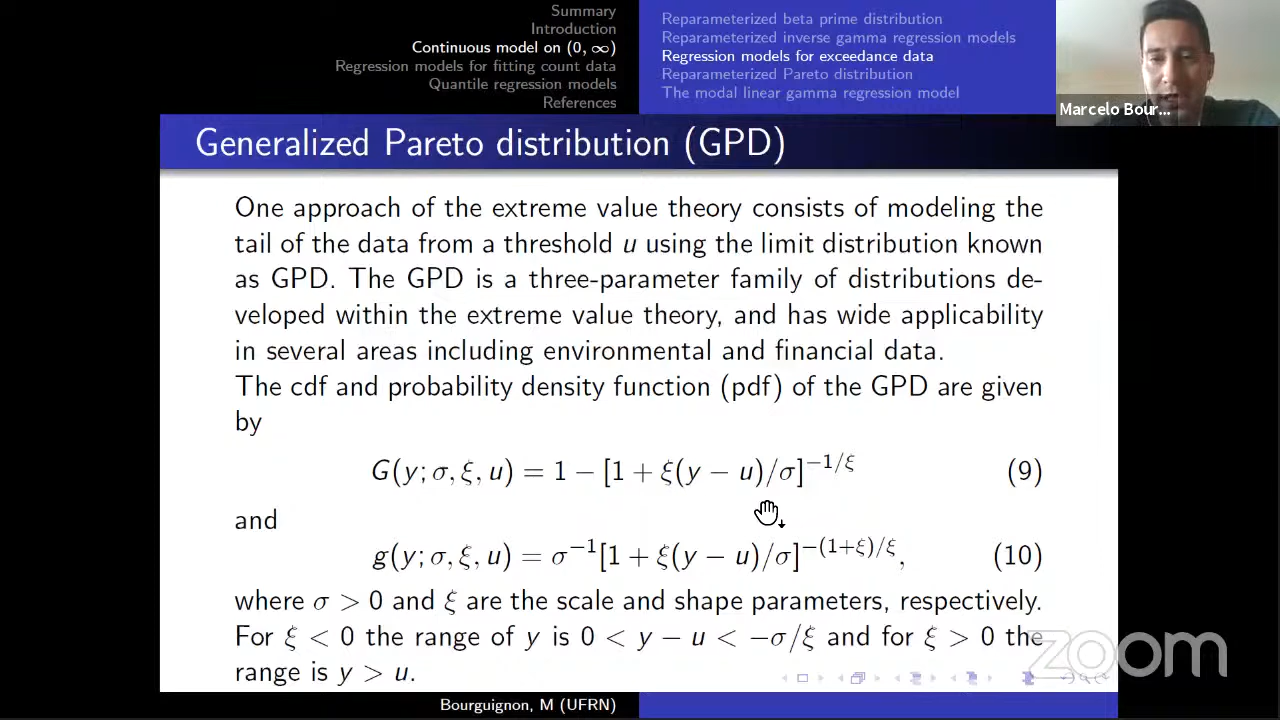 Summary
Introduction
Continuous model on (0, ∞)
Regression models for fitting count data
Quantile regression models
References
Reparameterized beta prime distribution
Reparameterized inverse gamma regression models
Regression models for exceedance data
Reparameterized Pareto distribution
The modal linear gamma regression model
Marcelo Bour...
Generalized Pareto distribution (GPD)
One approach of the extreme value theory consists of modeling the
tail of the data from a threshold u using the limit distribution known
as GPD. The GPD is a three-parameter family of distributions de-
veloped within the extreme value theory, and has wide applicability
in several areas including environmental and financial data.
The cdf and probability density function (pdf) of the GPD are given
by
G(y; σ, ξ, u) = 1 − [1 + ξ(y − u)/σ]^{−1/ξ} (9)
and
g(y; σ, ξ, u) = σ^{−1}[1 + ξ(y − u)/σ]^{−(1+ξ)/ξ}, (10)
where σ > 0 and ξ are the scale and shape parameters, respectively.
For ξ < 0 the range of y is 0 < y − u < −σ/ξ and for ξ > 0 the
range is y > u.
zoom
Bourguignon, M (UFRN)